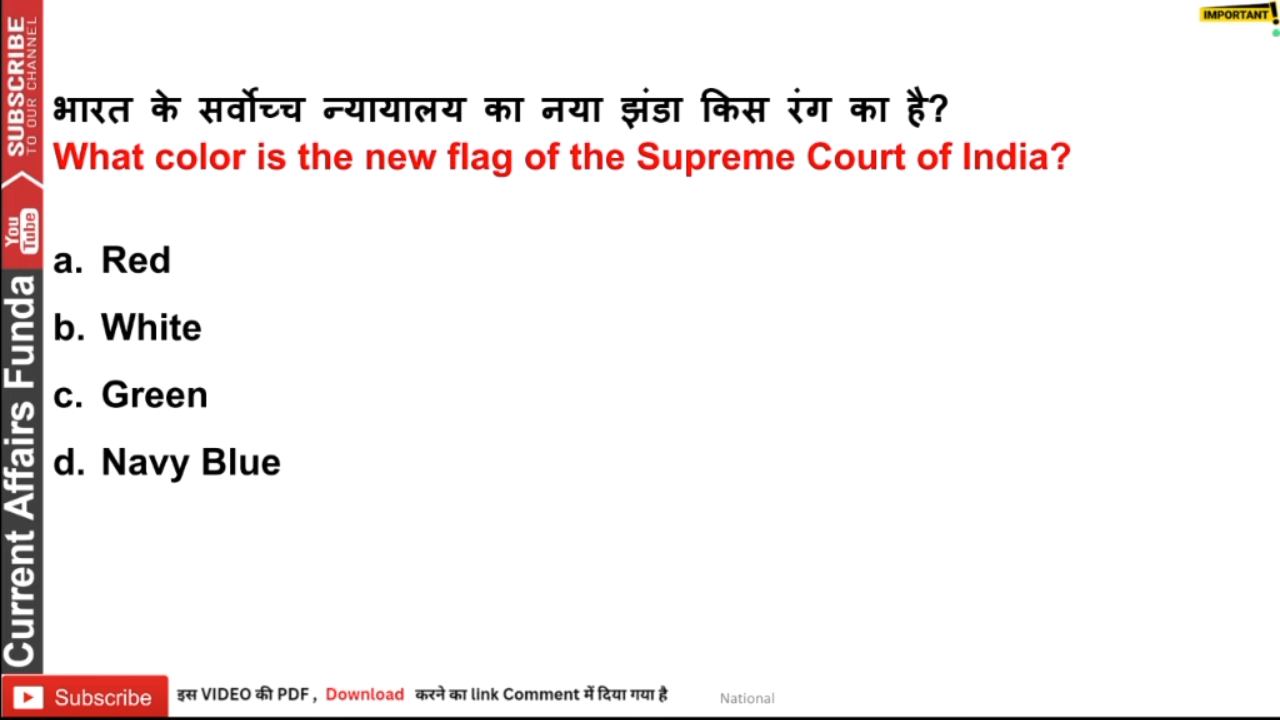 IMPORTANT!
भारत के सर्वोच्च न्यायालय का नया झंडा किस रंग का है?
What color is the new flag of the Supreme Court of India?
a. Red
b. White
c. Green
d. Navy Blue
SUBSCRIBE
TO OUR CHANNEL
You
Tube
Current Affairs Funda
Subscribe
इस VIDEO की PDF , Download करने का link Comment में दिया गया है
National